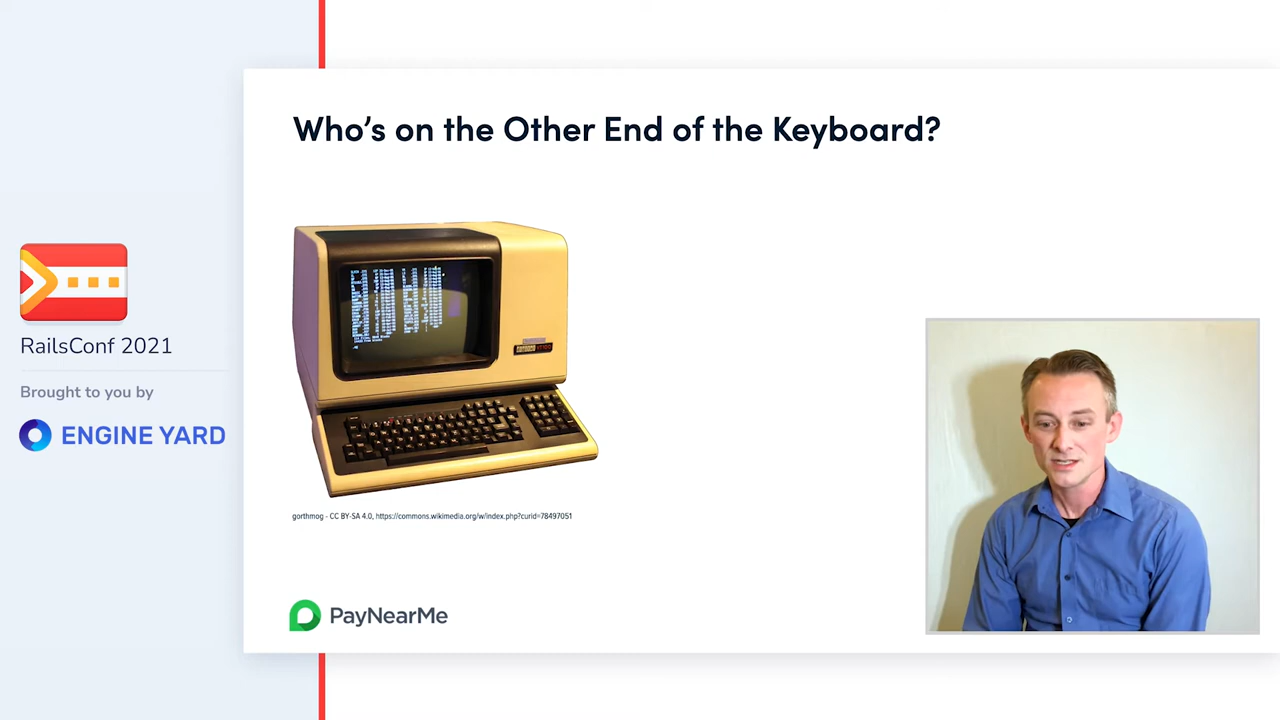 Who's on the Other End of the Keyboard?
RailsConf 2021
Brought to you by
ENGINE YARD
gorthmog - CC BY-SA 4.0, https://commons.wikimedia.org/w/index.php?curid=78497051
PayNearMe